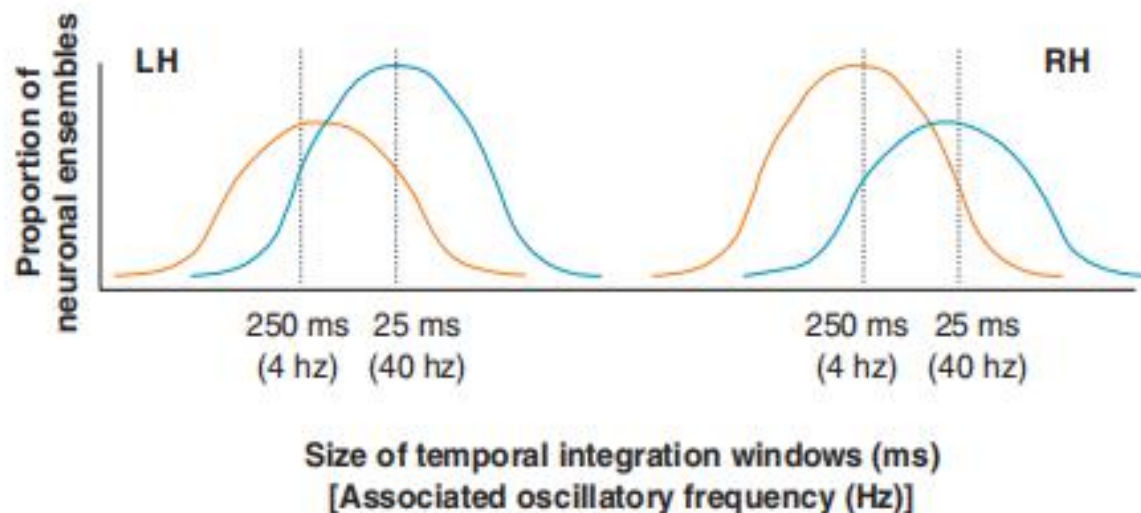 Proportion of
neuronal ensembles
LH
RH
250 ms 25 ms
(4 hz) (40 hz)
250 ms 25 ms
(4 hz) (40 hz)
Size of temporal integration windows (ms)
[Associated oscillatory frequency (Hz)]